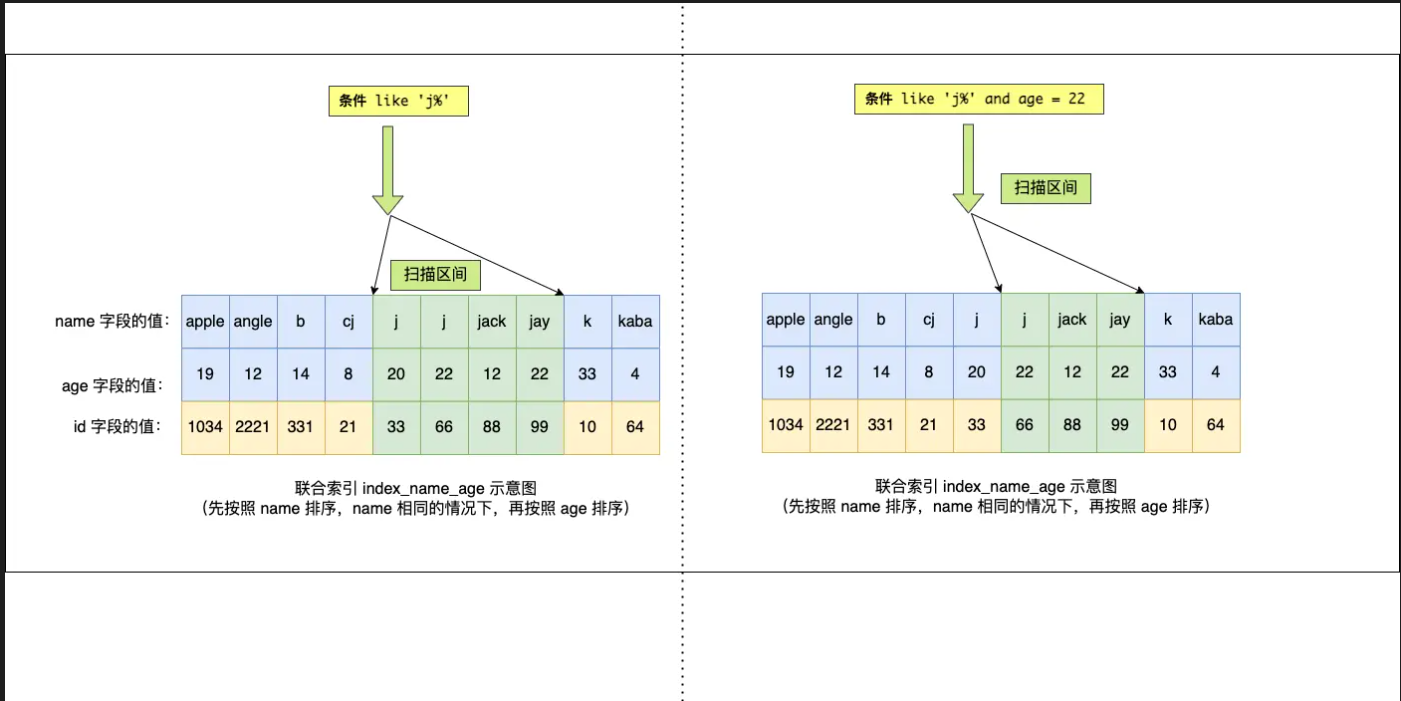 条件 like 'j%'
扫描区间
name 字段的值： apple angle b cj j j jack jay k kaba
age 字段的值： 19 12 14 8 20 22 12 22 33 4
id 字段的值： 1034 2221 331 21 33 66 88 99 10 64
联合索引 index_name_age 示意图
（先按照 name 排序，name 相同的情况下，再按照 age 排序）
条件 like 'j%' and age = 22
扫描区间
apple angle b cj j j jack jay k kaba
19 12 14 8 20 22 12 22 33 4
1034 2221 331 21 33 66 88 99 10 64
联合索引 index_name_age 示意图
（先按照 name 排序，name 相同的情况下，再按照 age 排序）